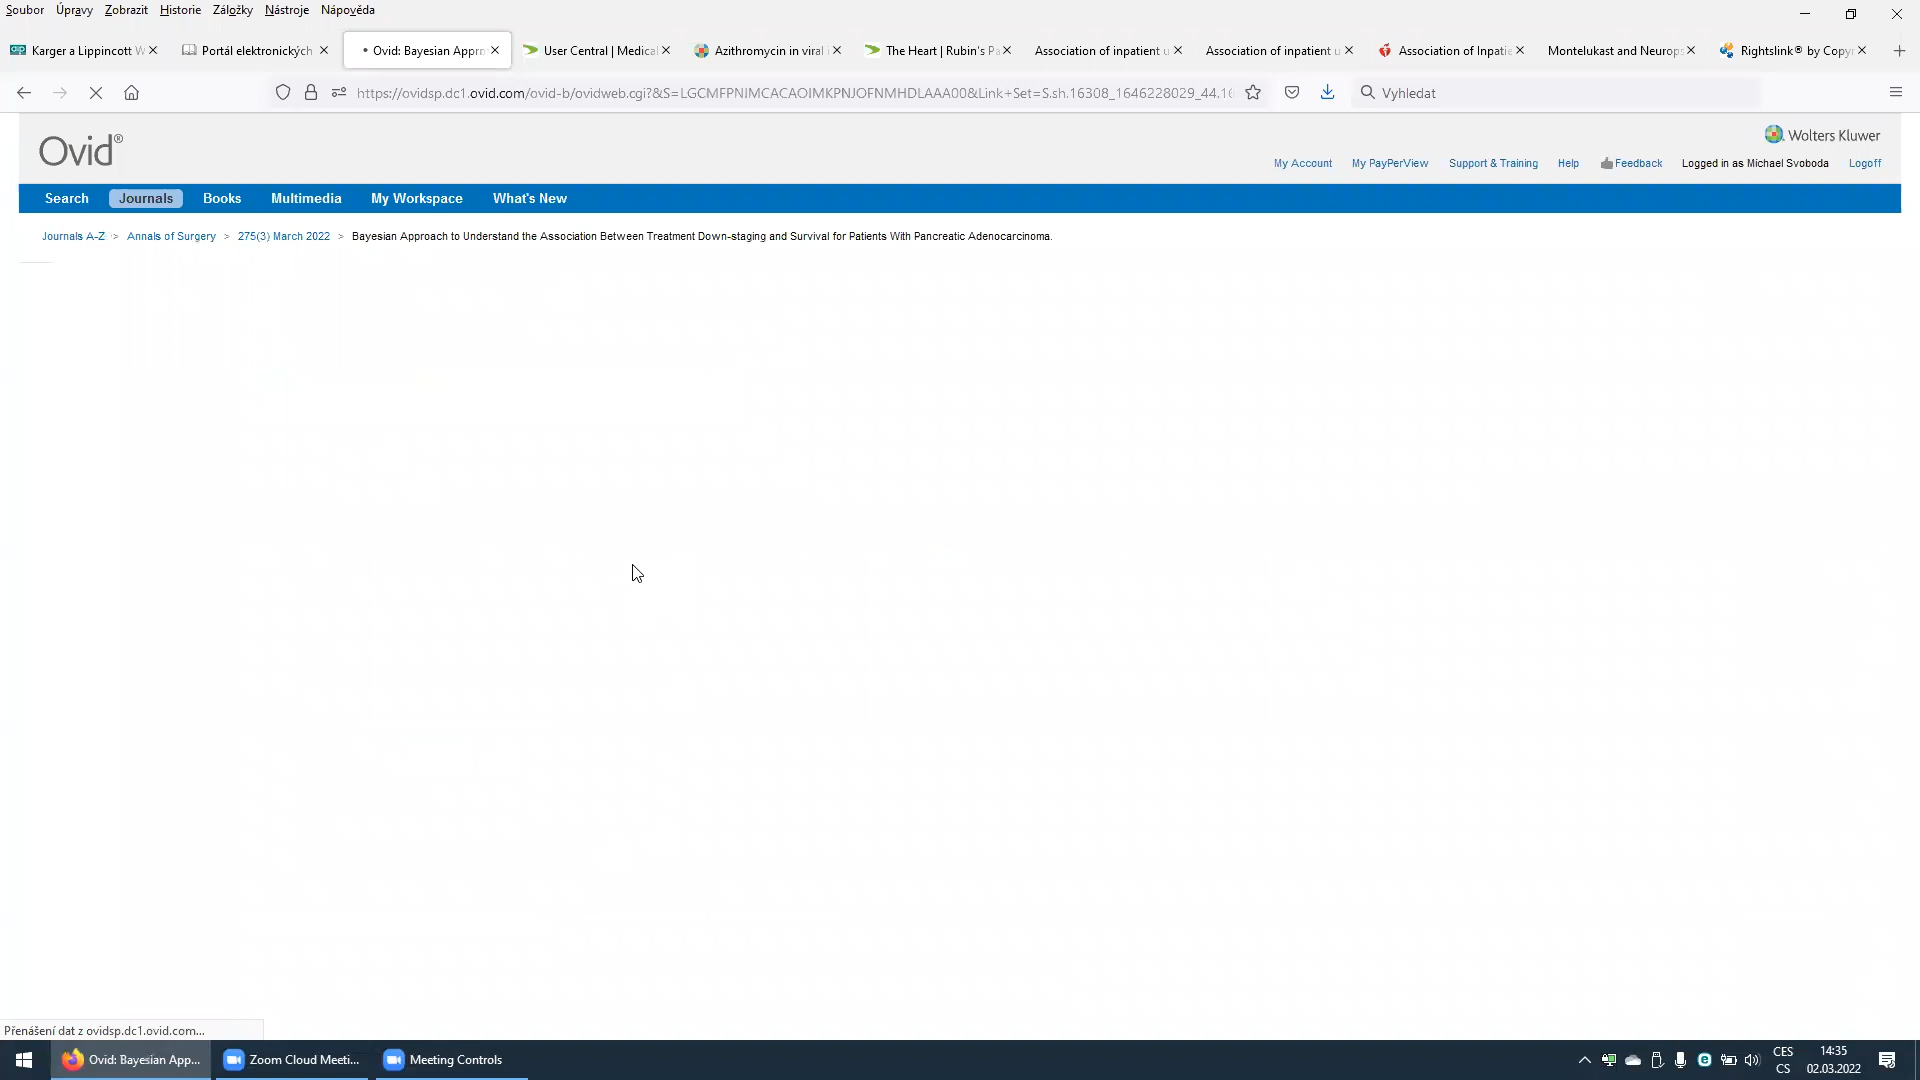 Soubor Úpravy Zobrazit Historie Záložky Nástroje Nápověda
Karger a Lippincott W
Portál elektronických
Ovid: Bayesian Appr
User Central | Medical
Azithromycin in viral i
The Heart | Rubin's Pa
Association of inpatient u
Association of inpatient u
Association of Inpatie
Montelukast and Neurops
Rightslink® by Copyr
https://ovidsp.dc1.ovid.com/ovid-b/ovidweb.cgi?&S=LGCMFPNIMCACAOIMKPNJOFNMHDLAAA00&Link+Set=S.sh.16308_1646228029_44.16
Vyhledat
Ovid®
Wolters Kluwer
My Account My PayPerView Support & Training Help Feedback Logged in as Michael Svoboda Logoff
Search Journals Books Multimedia My Workspace What's New
Journals A-Z > Annals of Surgery > 275(3) March 2022 > Bayesian Approach to Understand the Association Between Treatment Down-staging and Survival for Patients With Pancreatic Adenocarcinoma.
Přenášení dat z ovidsp.dc1.ovid.com...
Ovid: Bayesian App...
Zoom Cloud Meeti...
Meeting Controls
CES
CS
14:35
02.03.2022